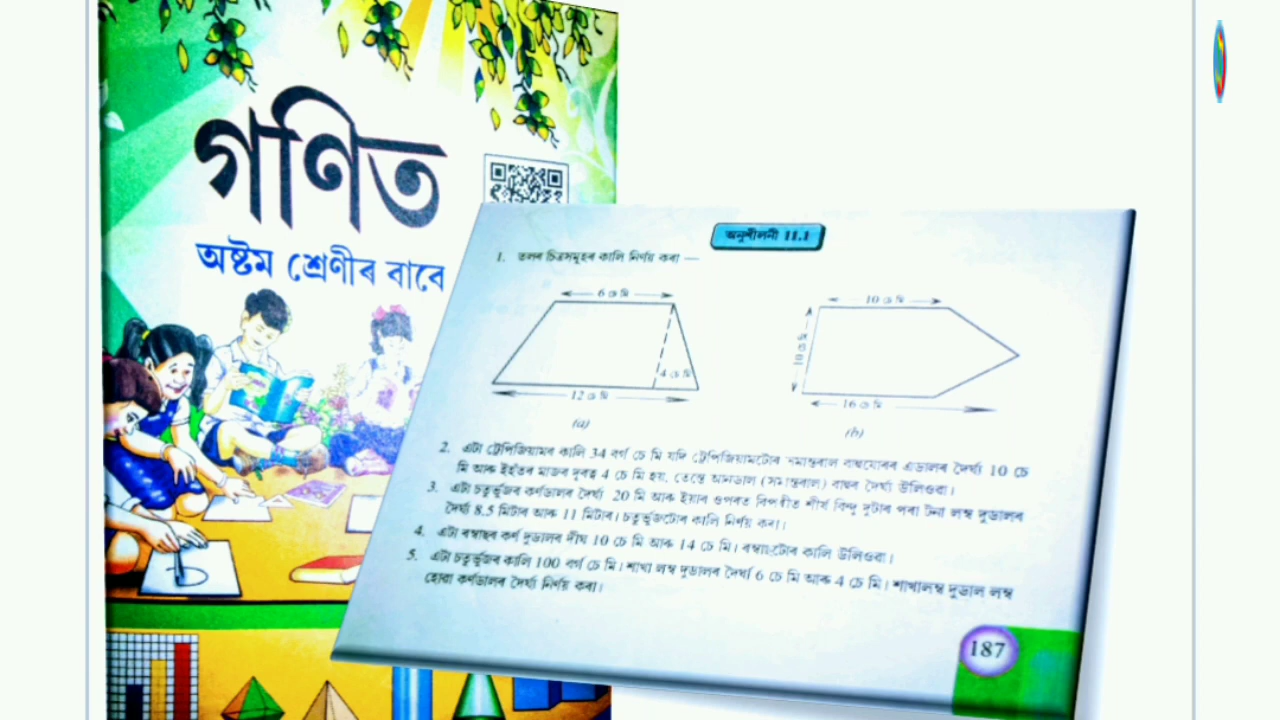 গণিত
অষ্টম শ্ৰেণীৰ বাবে
অনুশীলনী 11.1
1. তলৰ চিত্ৰসমূহৰ কালি নিৰ্ণয় কৰা —
6 চে মি
4 চে মি
12 চে মি
(a)
10 চে মি
10 চে মি
16 চে মি
(b)
2. এটা ট্ৰেপিজিয়ামৰ কালি 34 বৰ্গ চে মি যদি ট্ৰেপিজিয়ামটোৰ সমান্তৰাল বাহুযোৰৰ এডালৰ দৈৰ্ঘ্য 10 চে
মি আৰু ইহঁতৰ মাজৰ দূৰত্ব 4 চে মি হয়, তেন্তে আনডাল (সমান্তৰাল) বাহুৰ দৈৰ্ঘ্য উলিওৱা।
3. এটা চতুৰ্ভুজৰ কৰ্ণডালৰ দৈৰ্ঘ্য 20 মি আৰু ইয়াৰ ওপৰত বিপৰীত শীৰ্ষ বিন্দু দুটাৰ পৰা টনা লম্ব দুডালৰ
দৈৰ্ঘ্য 8.5 মিটাৰ আৰু 11 মিটাৰ। চতুৰ্ভুজটোৰ কালি নিৰ্ণয় কৰা।
4. এটা ৰম্বাছৰ কৰ্ণ দুডালৰ দীঘ 10 চে মি আৰু 14 চে মি। ৰম্বাছটোৰ কালি উলিওৱা।
5. এটা চতুৰ্ভুজৰ কালি 100 বৰ্গ চে মি। শাখা লম্ব দুডালৰ দৈৰ্ঘ্য 6 চে মি আৰু 4 চে মি। শাখালম্ব দুডাল লম্ব
হোৱা কৰ্ণডালৰ দৈৰ্ঘ্য নিৰ্ণয় কৰা।
187